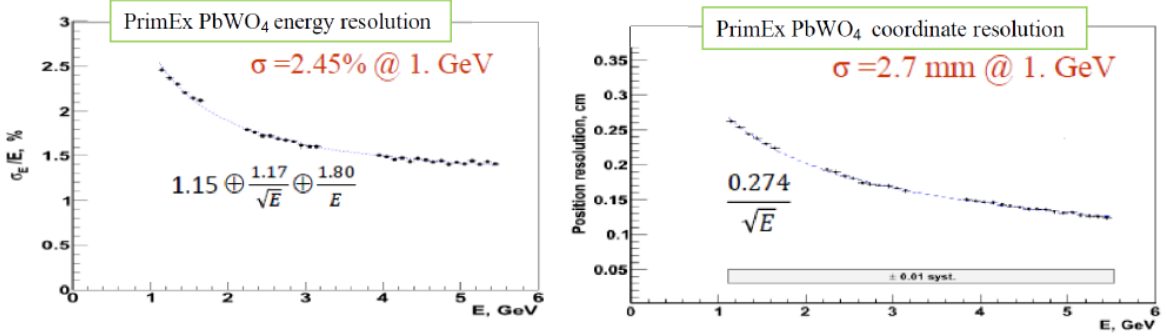 PrimEx PbWO₄ energy resolution
σ =2.45% @ 1. GeV
σE/E, %
3
2.5
2
1.5
1
0.5
0
1.15 ⊕ 1.17/√E ⊕ 1.80/E
0 1 2 3 4 5 6
E, GeV
PrimEx PbWO₄ coordinate resolution
σ =2.7 mm @ 1. GeV
Position resolution, cm
0.35
0.3
0.25
0.2
0.15
0.1
0.05
0.274/√E
± 0.01 syst.
0 1 2 3 4 5 6
E, GeV